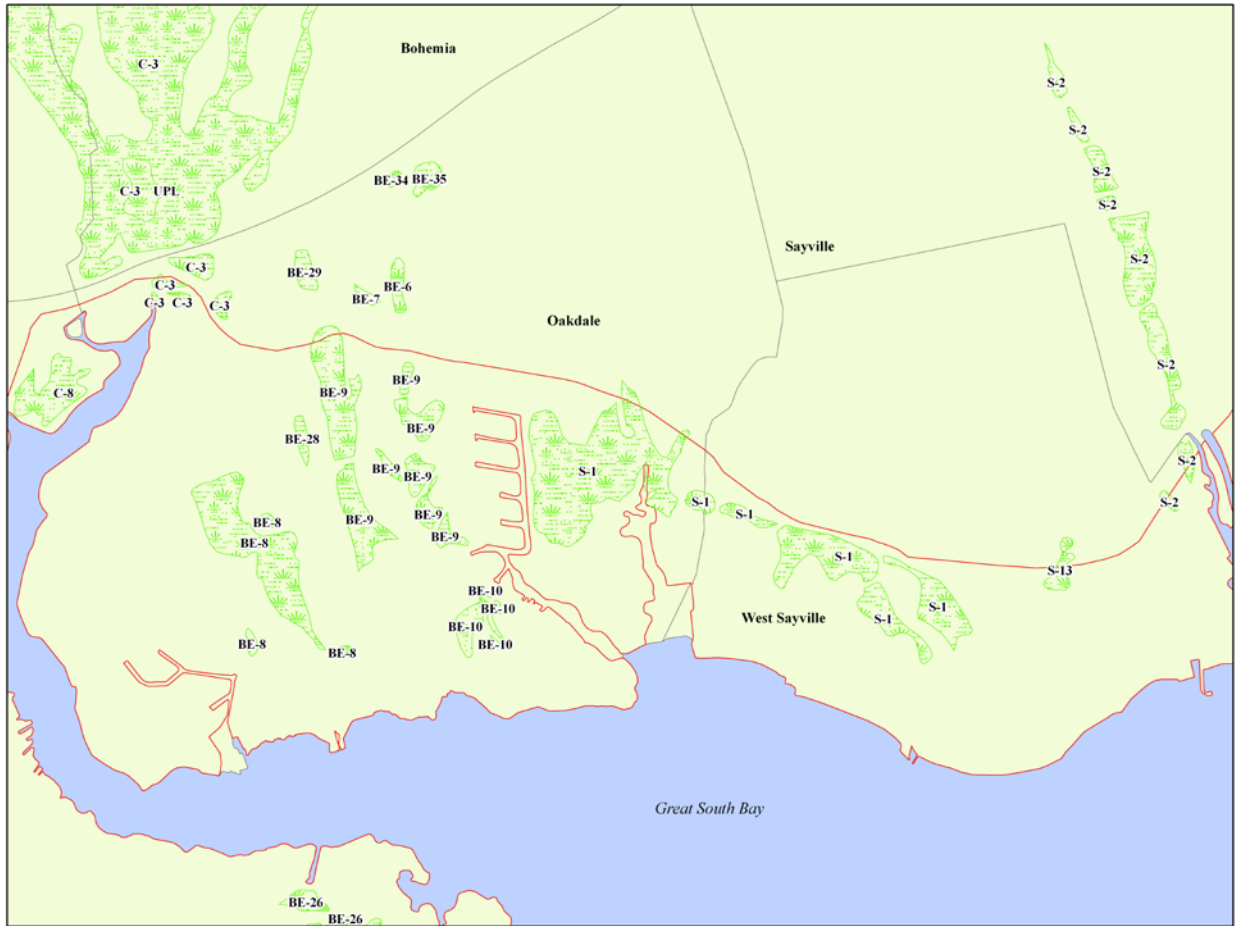 Bohemia
C-3
S-2
S-2
S-2
BE-34 BE-35
C-3 UPL
S-2
Sayville
S-2
C-3
BE-29
C-3
BE-6
BE-7
C-3 C-3
C-3
Oakdale
S-2
BE-9
BE-9
C-8
BE-9
BE-28
S-2
BE-9
BE-9
S-1
S-1
S-2
S-1
BE-9
BE-9
BE-8
BE-9
BE-8
S-1
S-13
BE-10
BE-10
S-1
West Sayville
S-1
BE-10
BE-8
BE-10
BE-8
Great South Bay
BE-26
BE-26